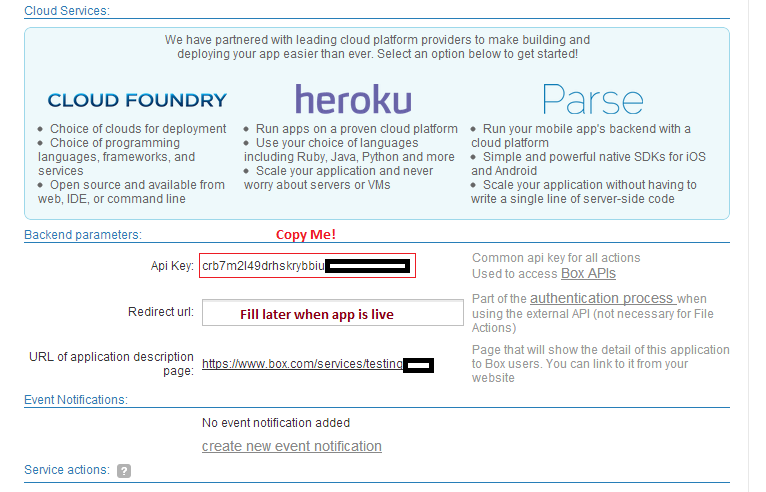 Cloud Services:
We have partnered with leading cloud platform providers to make building and
deploying your app easier than ever. Select an option below to get started!
CLOUD FOUNDRY
• Choice of clouds for deployment
• Choice of programming
languages, frameworks, and
services
• Open source and available from
web, IDE, or command line
heroku
• Run apps on a proven cloud platform
• Use your choice of languages
including Ruby, Java, Python and more
• Scale your application and never
worry about servers or VMs
Parse
• Run your mobile app's backend with a
cloud platform
• Simple and powerful native SDKs for iOS
and Android
• Scale your application without having to
write a single line of server-side code
Backend parameters:
Copy Me!
Api Key:
crb7m2l49drhskrybbiu
Common api key for all actions
Used to access Box APIs
Redirect url:
Fill later when app is live
Part of the authentication process when
using the external API (not necessary for File
Actions)
URL of application description
page:
https://www.box.com/services/testing
Page that will show the detail of this application
to Box users. You can link to it from your
website
Event Notifications:
No event notification added
create new event notification
Service actions: ?